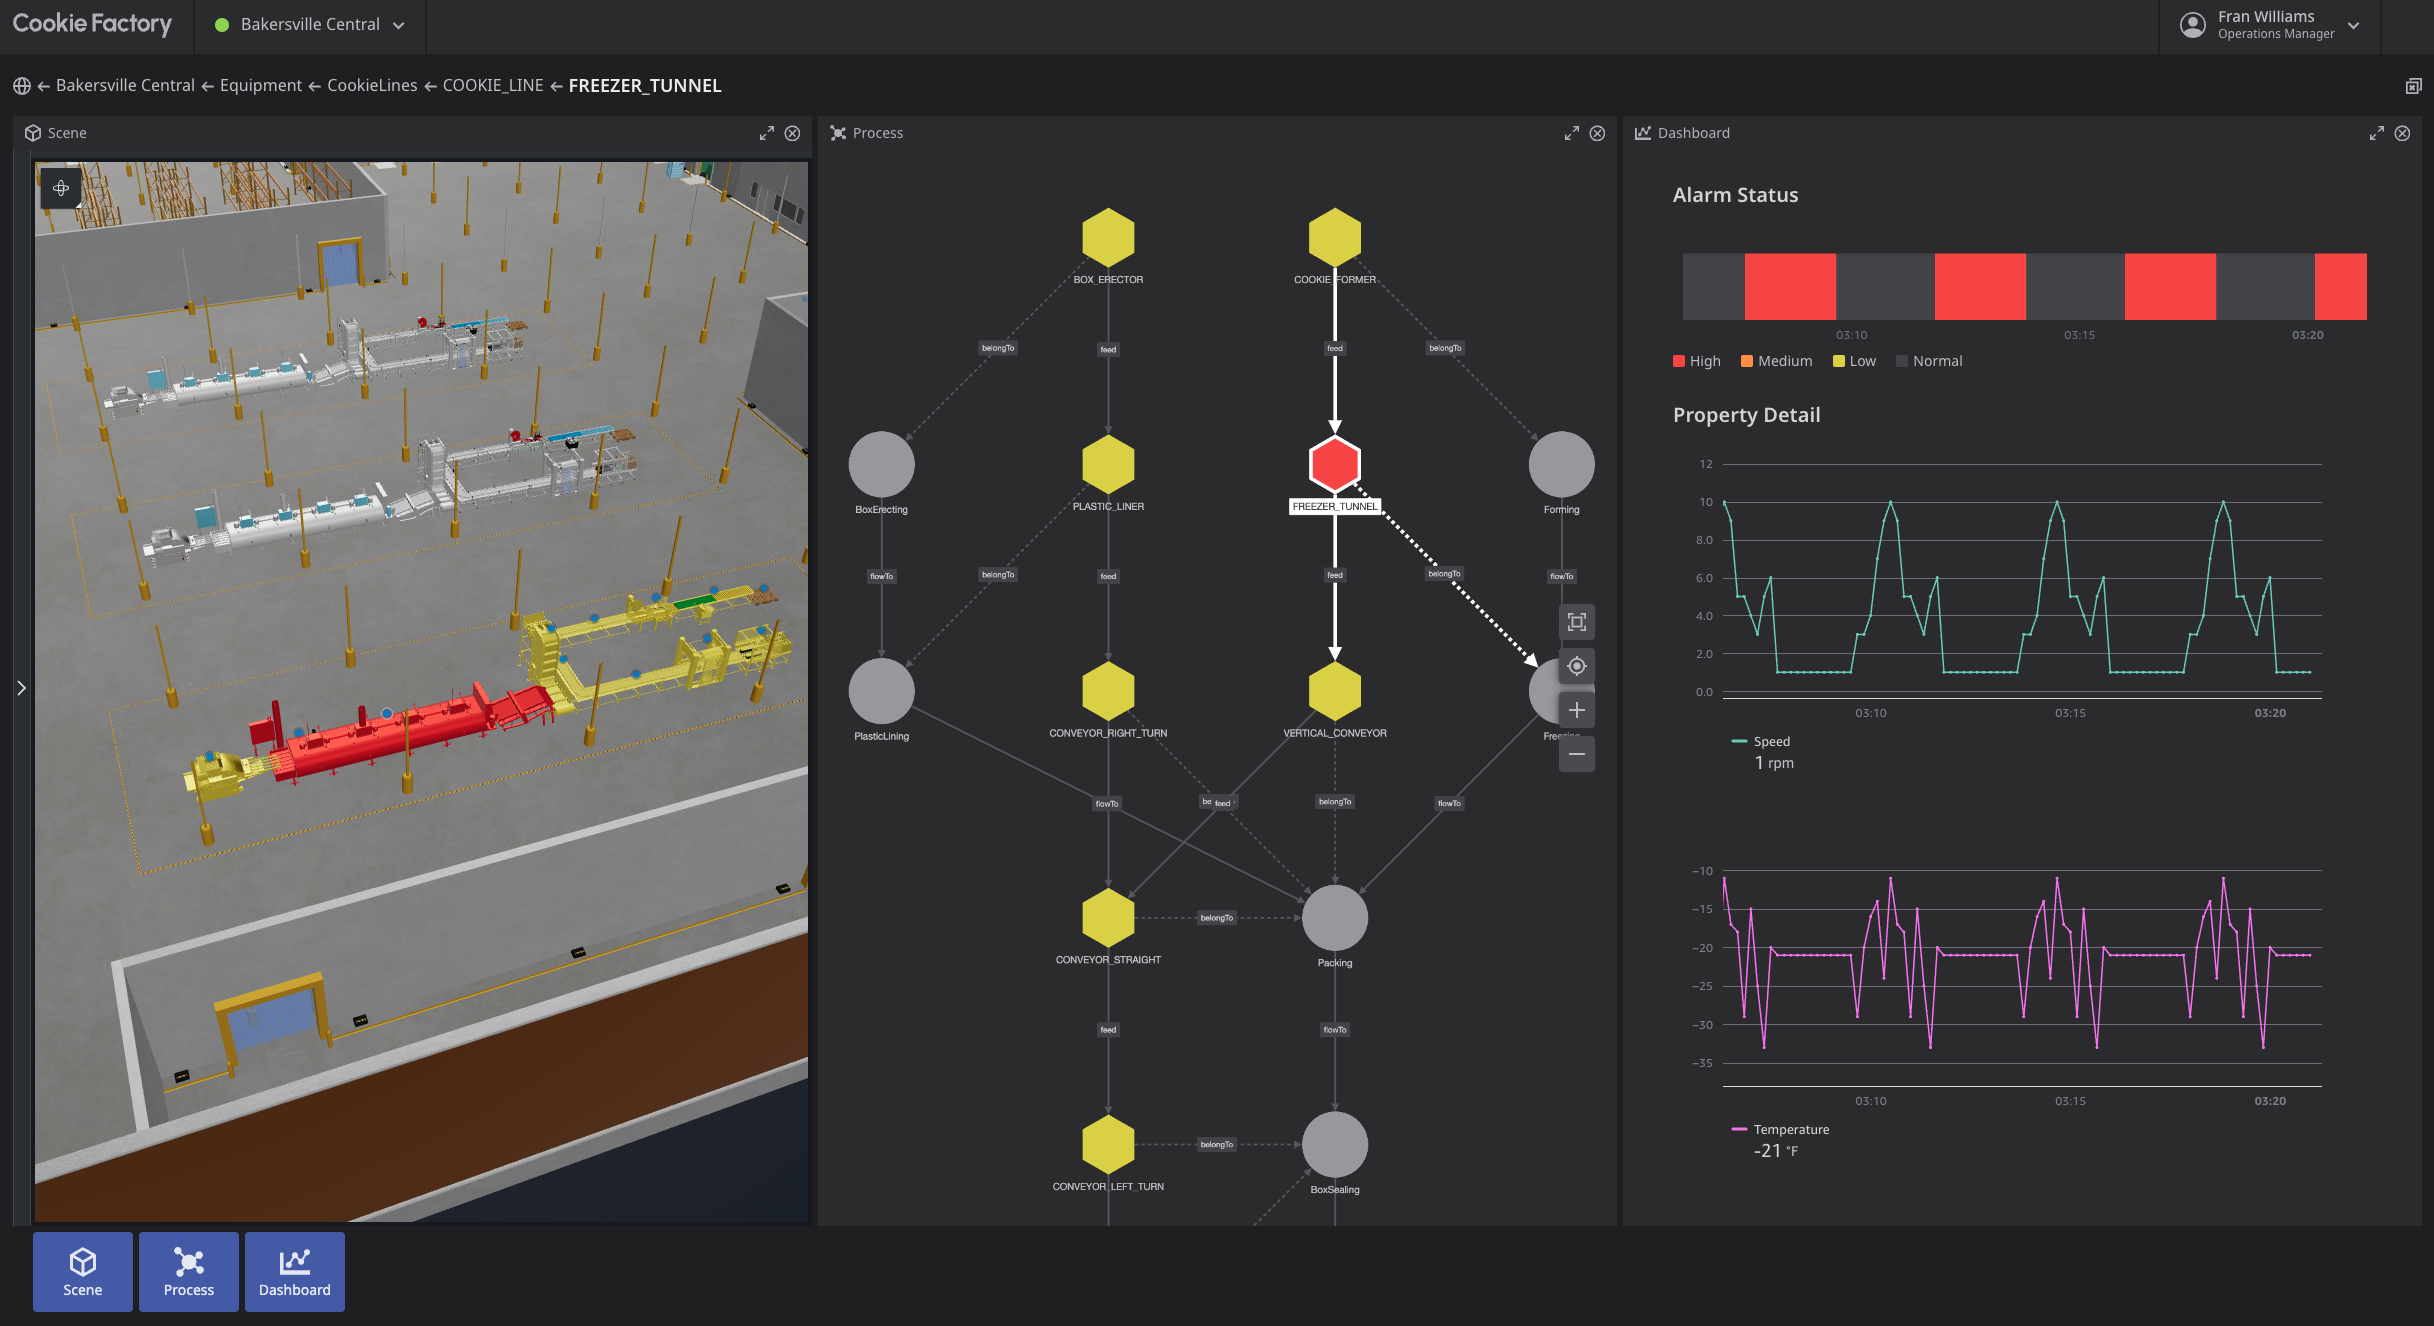 Cookie Factory
Bakersville Central
Fran Williams
Operations Manager
Bakersville Central
Equipment
CookieLines
COOKIE_LINE
FREEZER_TUNNEL
Scene
Process
BOX_ERECTOR
COOKIE_FORMER
belongTo
feed
feed
belongTo
BoxErecting
PLASTIC_LINER
FREEZER_TUNNEL
Forming
flowTo
belongTo
feed
feed
belongTo
flowTo
PlasticLining
CONVEYOR_RIGHT_TURN
VERTICAL_CONVEYOR
flowTo
feed
belongTo
flowTo
CONVEYOR_STRAIGHT
belongTo
Packing
feed
flowTo
CONVEYOR_LEFT_TURN
belongTo
BoxSealing
Dashboard
Alarm Status
03:10
03:15
03:20
High
Medium
Low
Normal
Property Detail
12
10
8.0
6.0
4.0
2.0
0.0
03:10
03:15
03:20
Speed
1 rpm
−10
−15
−20
−25
−30
−35
03:10
03:15
03:20
Temperature
-21 °F
Scene
Process
Dashboard